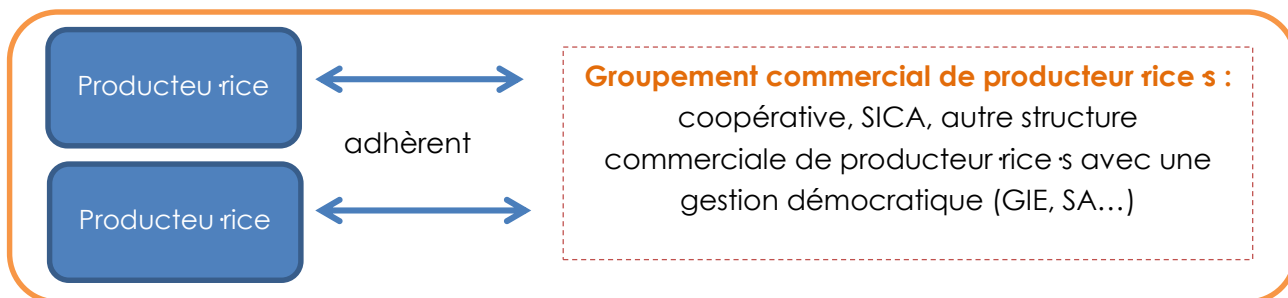 Producteu·rice
adhèrent
Producteu·rice
Groupement commercial de producteur·rice·s :
coopérative, SICA, autre structure
commerciale de producteur·rice·s avec une
gestion démocratique (GIE, SA…)